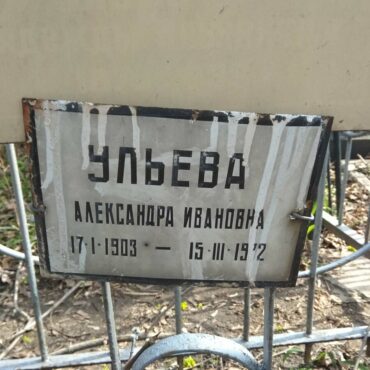 УЛЬЕВА
АЛЕКСАНДРА ИВАНОВНА
17·I·1903 — 15·III·1972